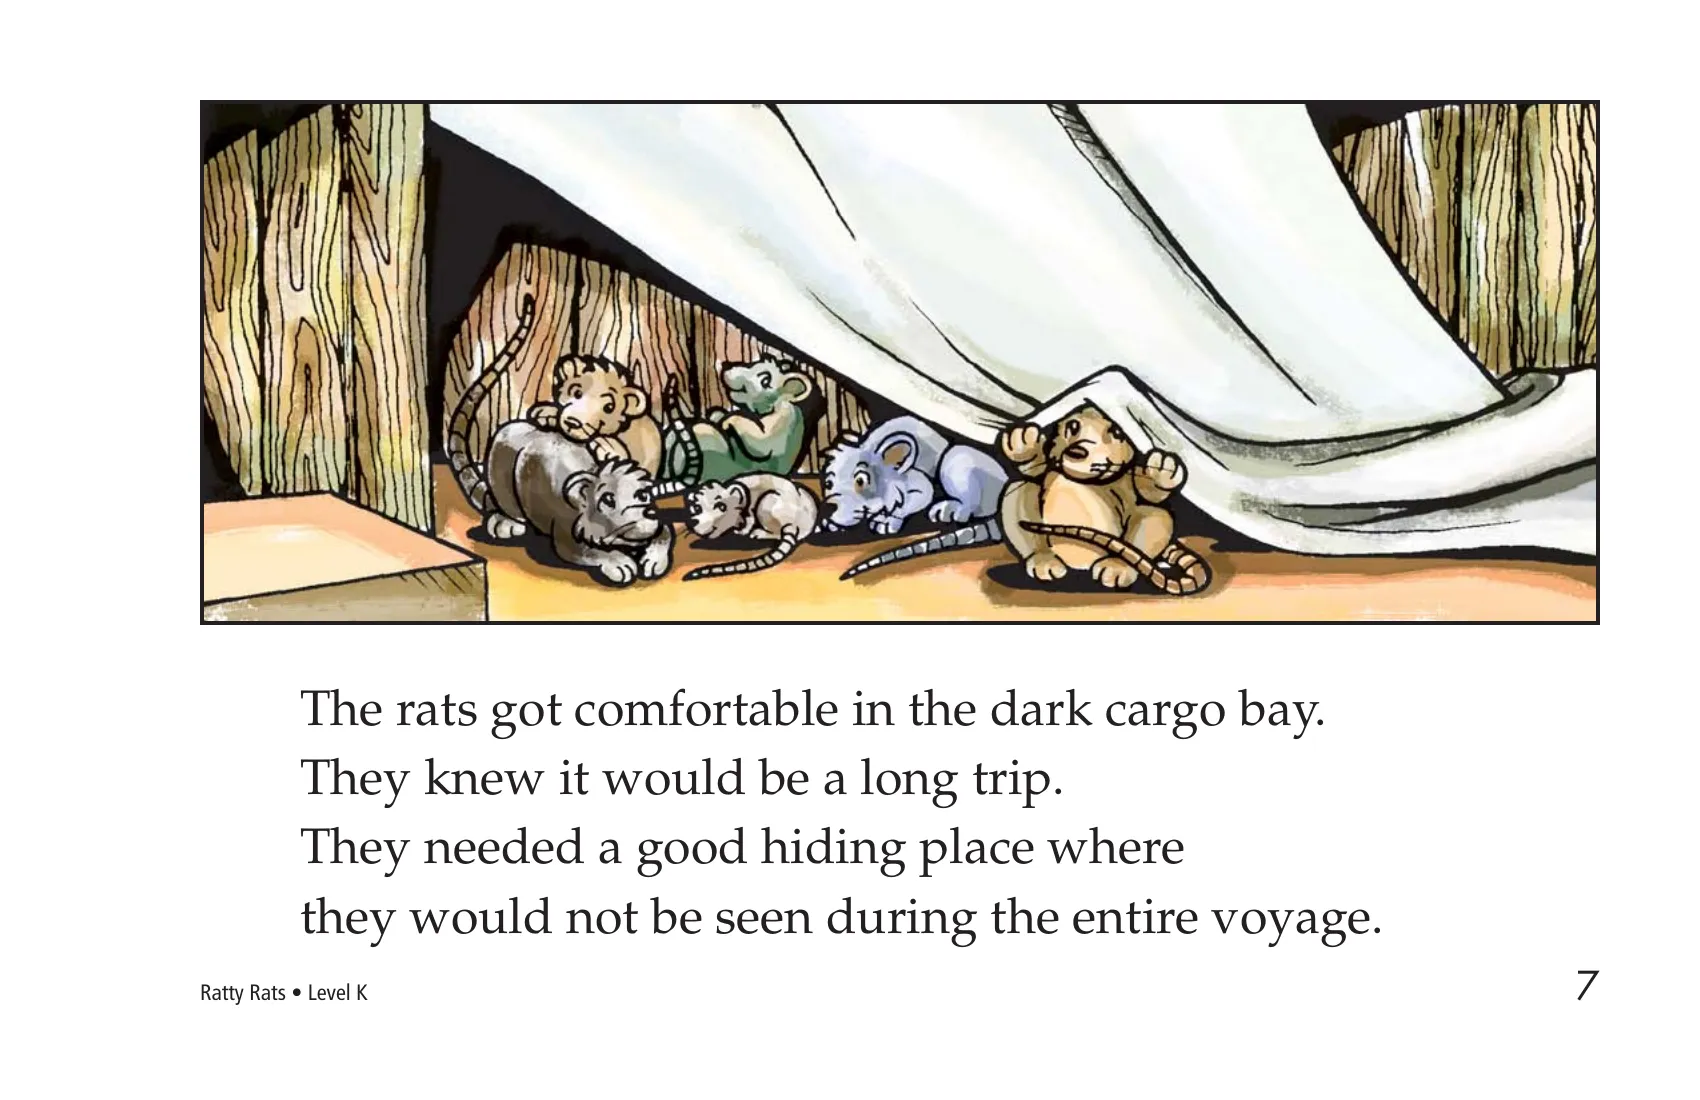 The rats got comfortable in the dark cargo bay.
They knew it would be a long trip.
They needed a good hiding place where
they would not be seen during the entire voyage.
Ratty Rats • Level K
7